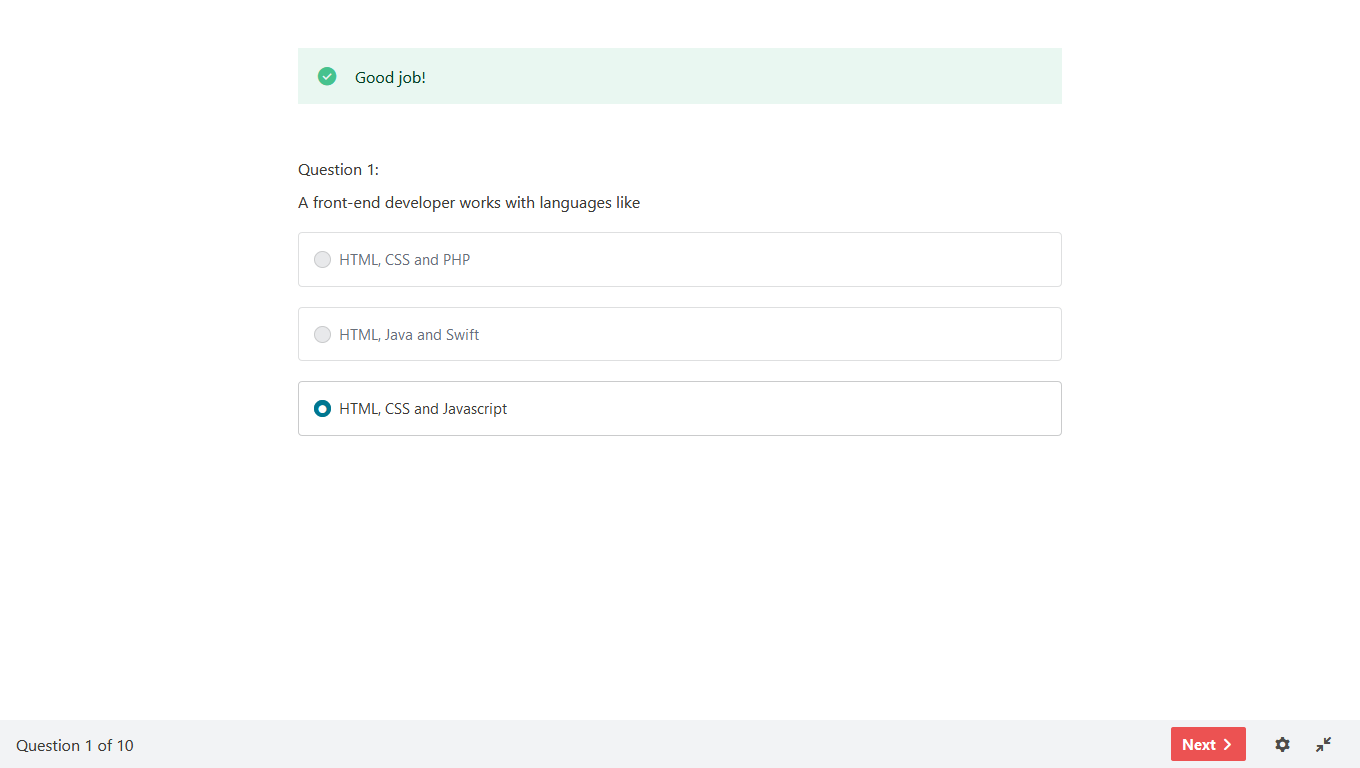 Good job!
Question 1:
A front-end developer works with languages like
HTML, CSS and PHP
HTML, Java and Swift
HTML, CSS and Javascript
Question 1 of 10
Next